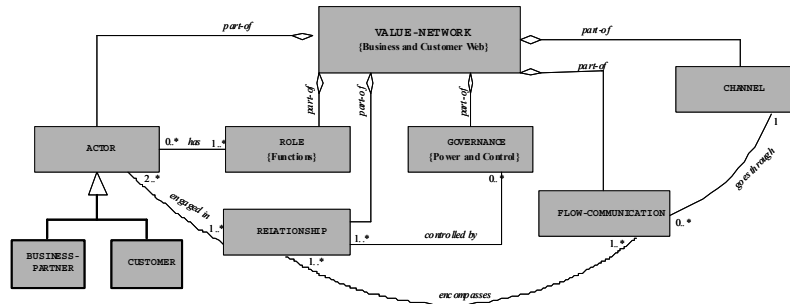 VALUE-NETWORK
{Business and Customer Web}
part-of
part-of
part-of
part-of
part-of
part-of
CHANNEL
1
ACTOR
0..*
has
1..*
ROLE
{Functions}
GOVERNANCE
{Power and Control}
0..*
2..*
engaged in
1..*
RELATIONSHIP
1..*
controlled by
1..*
FLOW-COMMUNICATION
0..*
1..*
goes through
encompasses
BUSINESS-
PARTNER
CUSTOMER